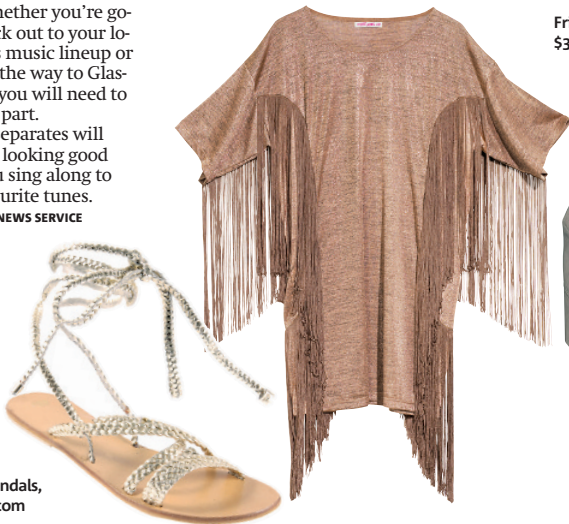 hether you're go-
ck out to your lo-
s music lineup or
the way to Glas-
you will need to
part.
eparates will
looking good
u sing along to
urite tunes.
NEWS SERVICE
Fr
$3
ndals,
com